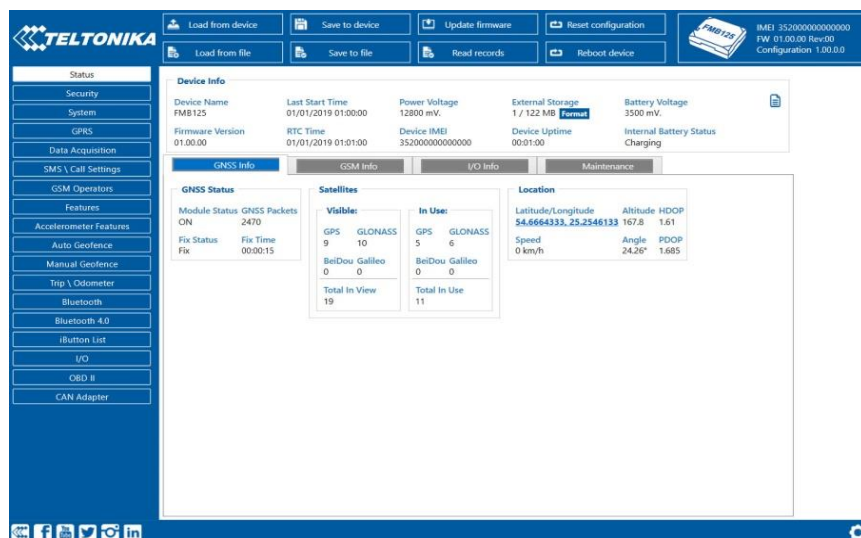 TELTONIKA
Load from device
Save to device
Update firmware
Reset configuration
Load from file
Save to file
Read records
Reboot device
FMB125
IMEI 352000000000000
FW 01.00.00 Rev:00
Configuration 1.00.0.0
Status
Security
System
GPRS
Data Acquisition
SMS \ Call Settings
GSM Operators
Features
Accelerometer Features
Auto Geofence
Manual Geofence
Trip \ Odometer
Bluetooth
Bluetooth 4.0
iButton List
I/O
OBD II
CAN Adapter
Device Info
Device Name Last Start Time Power Voltage External Storage Battery Voltage
FMB125 01/01/2019 01:00:00 12800 mV. 1 / 122 MB Format 3500 mV.
Firmware Version RTC Time Device IMEI Device Uptime Internal Battery Status
01.00.00 01/01/2019 01:01:00 352000000000000 00:01:00 Charging
GNSS Info GSM Info I/O Info Maintenance
GNSS Status
Module Status GNSS Packets
ON 2470
Fix Status Fix Time
Fix 00:00:15
Satellites
Visible:
GPS GLONASS
9 10
BeiDou Galileo
0 0
Total In View
19
In Use:
GPS GLONASS
5 6
BeiDou Galileo
0 0
Total In Use
11
Location
Latitude/Longitude Altitude HDOP
54.6664333, 25.2546133 167.8 1.61
Speed Angle PDOP
0 km/h 24.26° 1.685